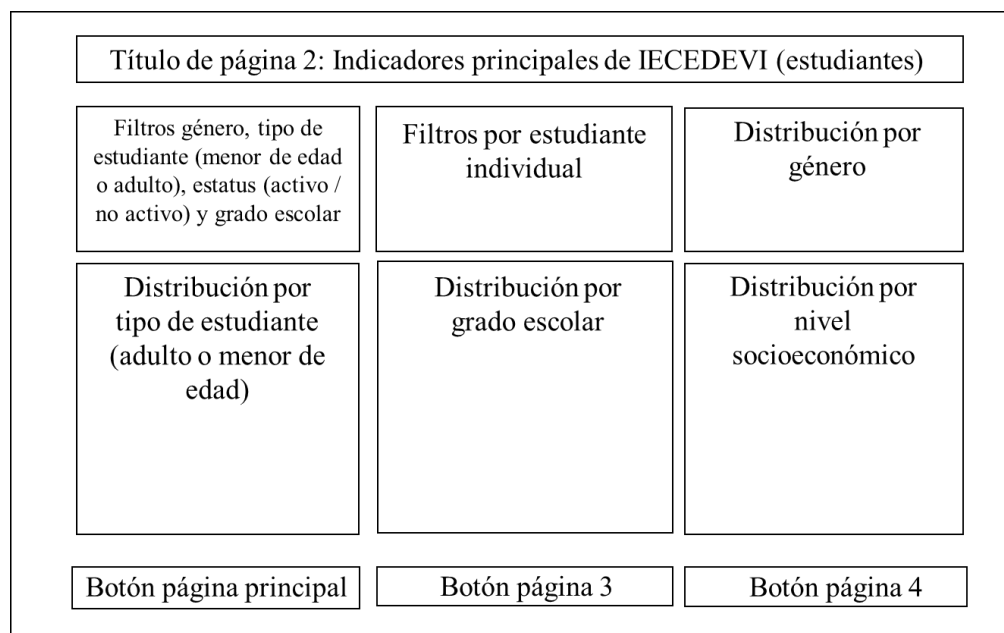 Título de página 2: Indicadores principales de IECEDEVI (estudiantes)
Filtros género, tipo de
estudiante (menor de edad
o adulto), estatus (activo /
no activo) y grado escolar
Filtros por estudiante
individual
Distribución por
género
Distribución por
tipo de estudiante
(adulto o menor de
edad)
Distribución por
grado escolar
Distribución por
nivel
socioeconómico
Botón página principal
Botón página 3
Botón página 4